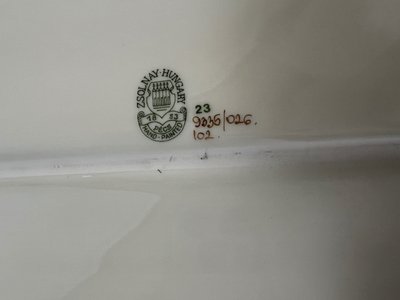 ZSOLNAY·HUNGARY
18 53
PÉCS
HAND-PAINTED
23
9336/026.
102.